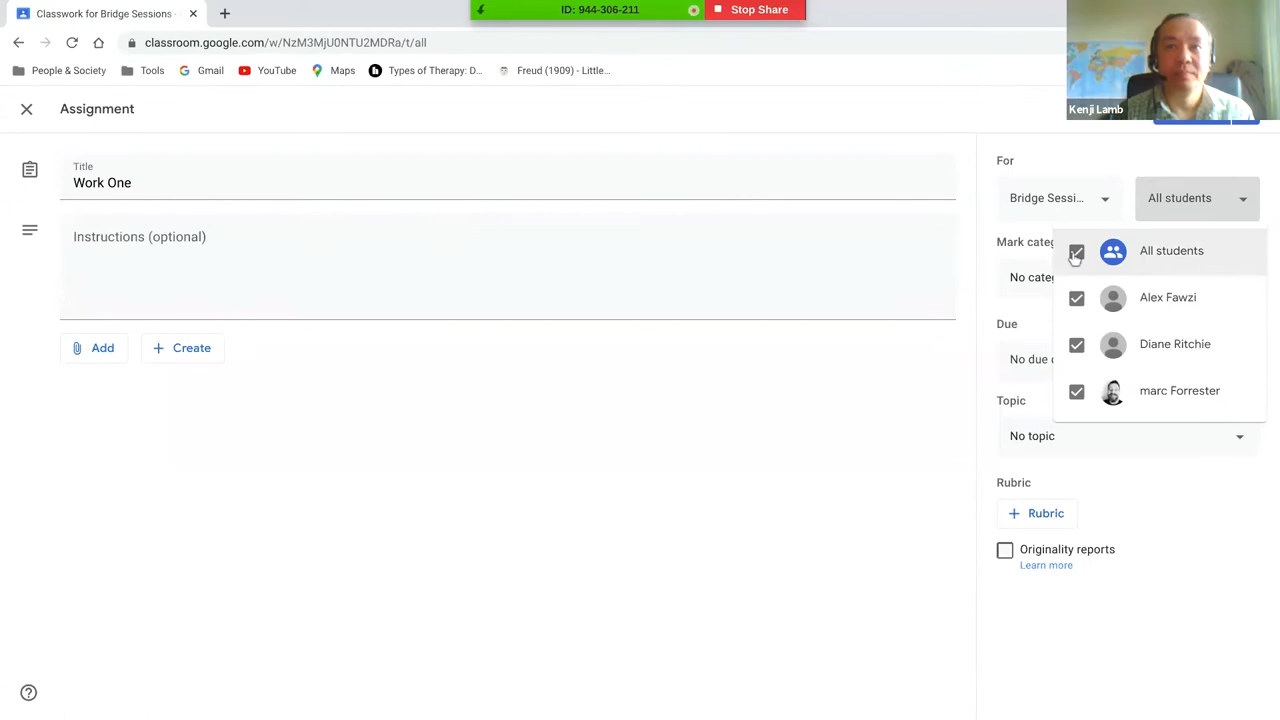 Classwork for Bridge Sessions
ID: 944-306-211
Stop Share
classroom.google.com/w/NzM3MjU0NTU2MDRa/t/all
People & Society
Tools
Gmail
YouTube
Maps
Types of Therapy: D...
Freud (1909) - Little...
Kenji Lamb
Assignment
Title
Work One
Instructions (optional)
Add
Create
For
Bridge Sessi...
All students
Mark categ
No categ
All students
Alex Fawzi
Due
No due
Diane Ritchie
marc Forrester
Topic
No topic
Rubric
Rubric
Originality reports
Learn more